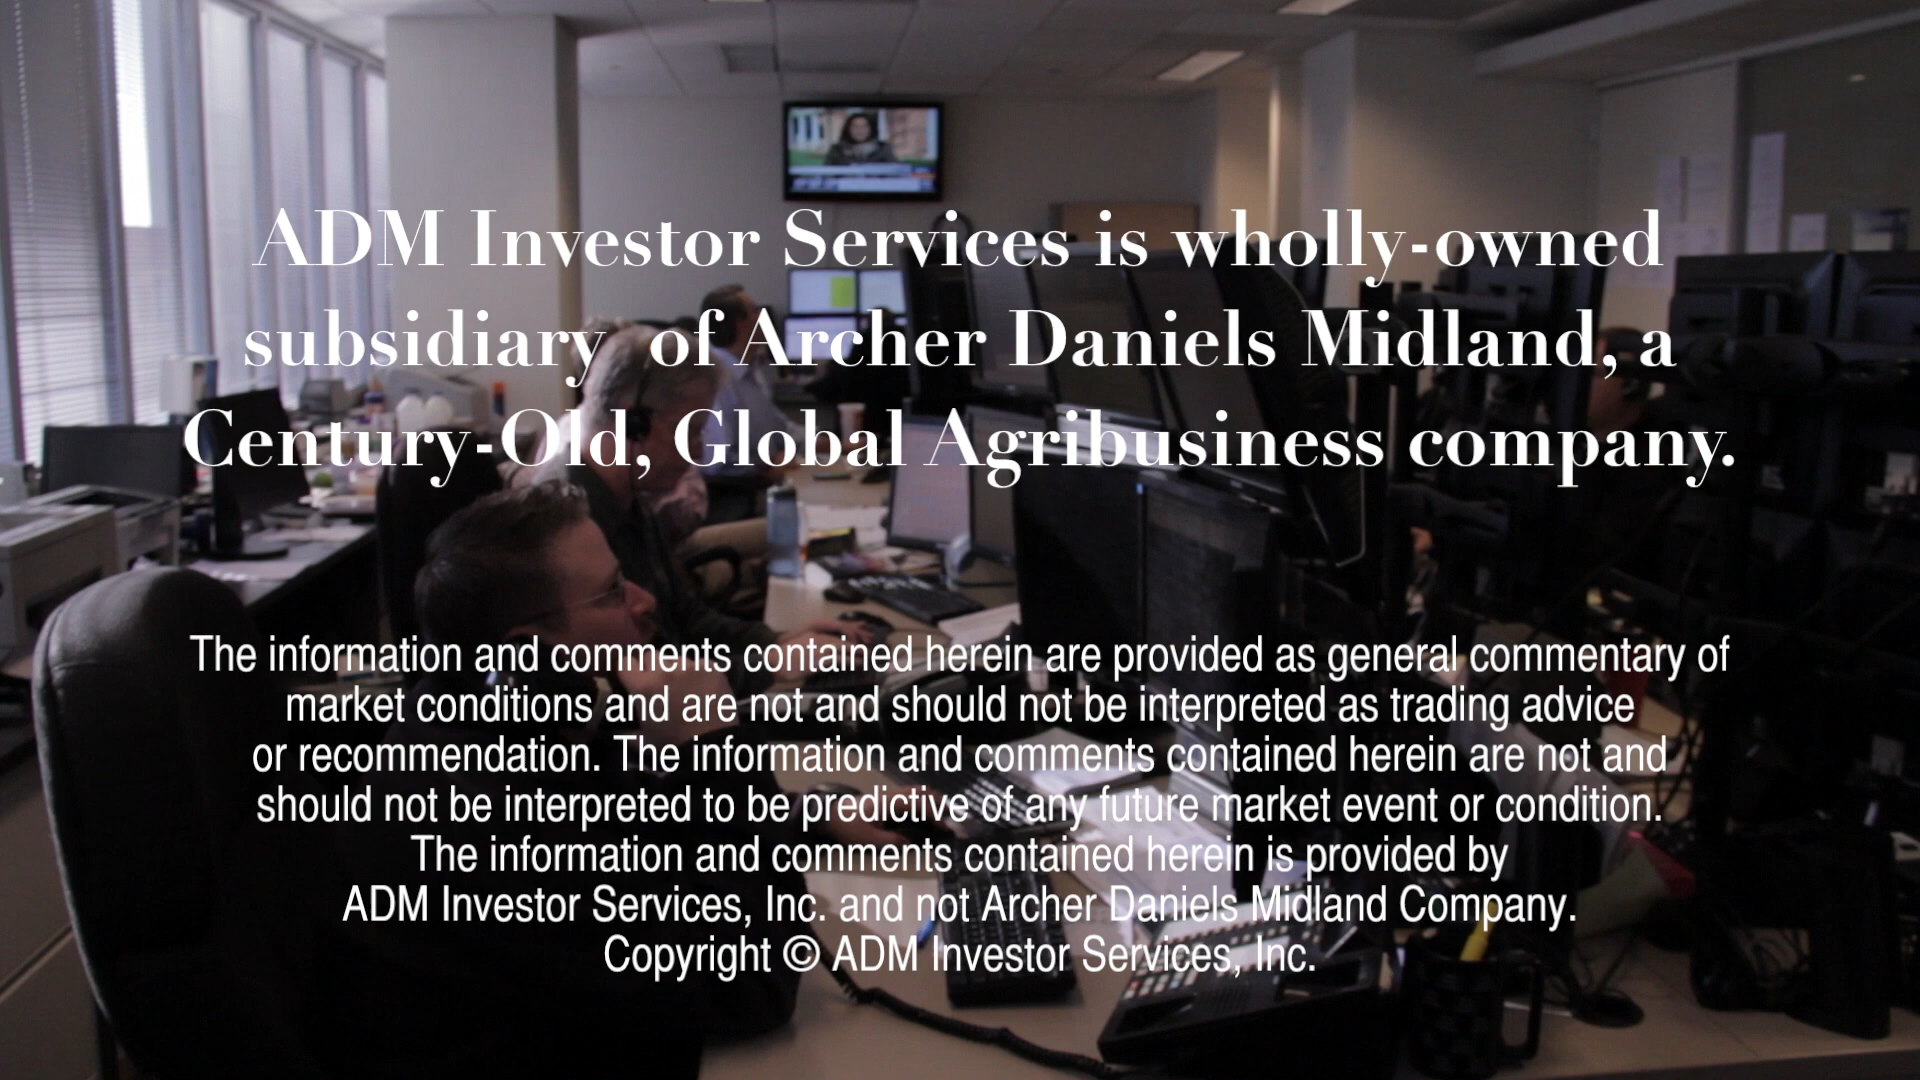 ADM Investor Services is wholly-owned
subsidiary of Archer Daniels Midland, a
Century-Old, Global Agribusiness company.
The information and comments contained herein are provided as general commentary of
market conditions and are not and should not be interpreted as trading advice
or recommendation. The information and comments contained herein are not and
should not be interpreted to be predictive of any future market event or condition.
The information and comments contained herein is provided by
ADM Investor Services, Inc. and not Archer Daniels Midland Company.
Copyright © ADM Investor Services, Inc.